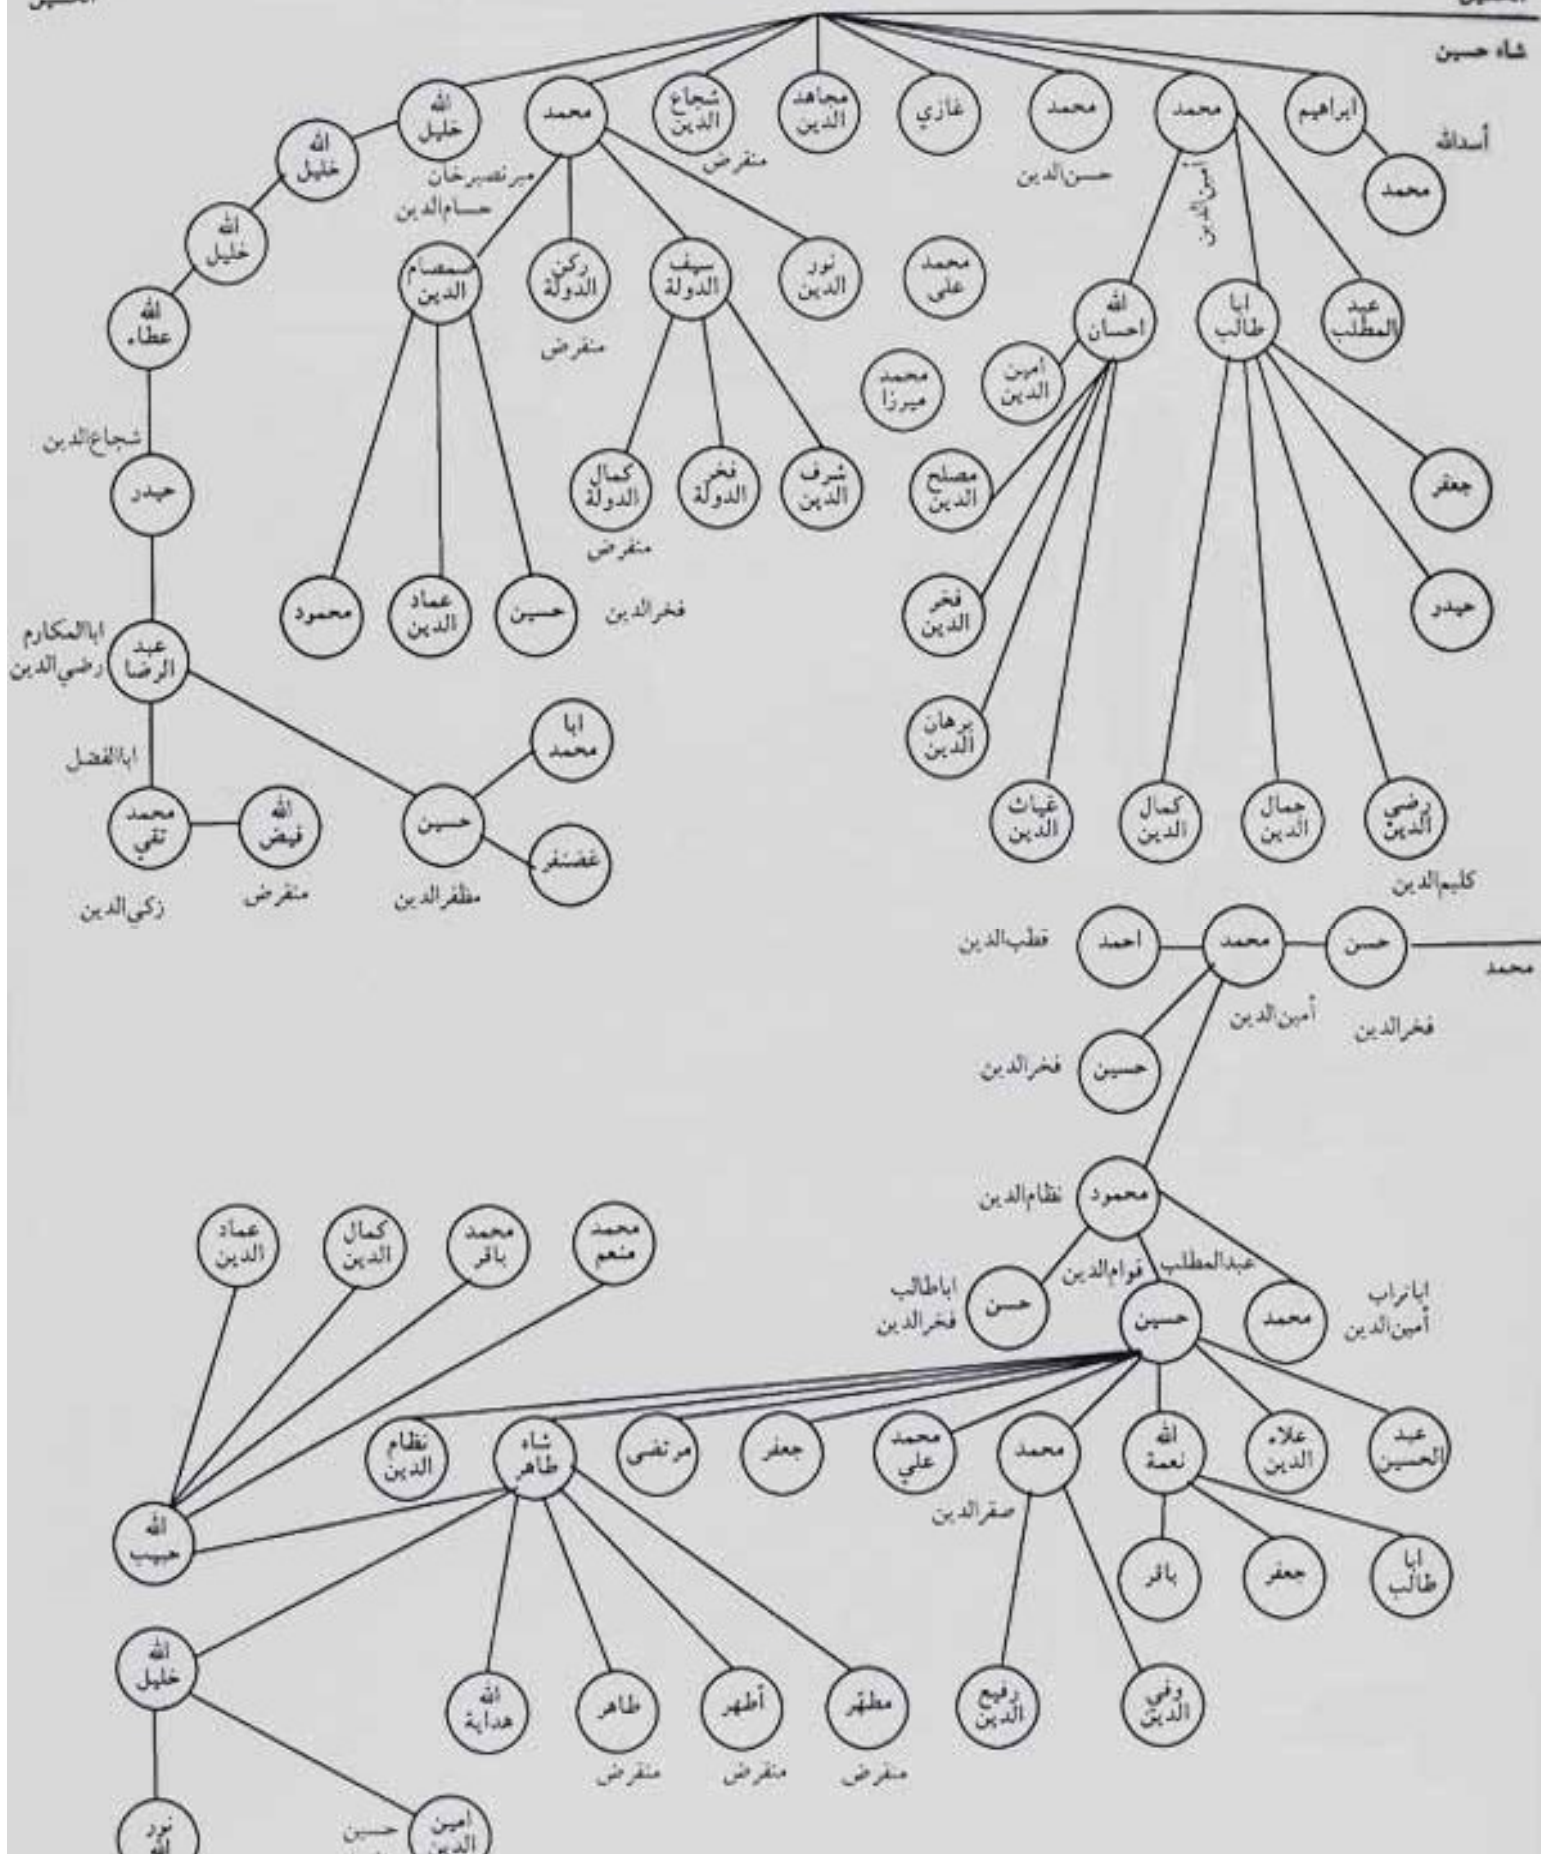 شاه حسين
ابراهيم
محمد
محمد
غازي
مجاهد
الدين
شجاع
الدين
محمد
الله
خليل
أسدالله
محمد
أمين‌الدين
حسن‌الدين
منقرض
ميرنصيرخان
حسام‌الدين
الله
خليل
الله
خليل
عبد
المطلب
ابا
طالب
الله
احسان
محمد
على
نور
الدين
سيف
الدولة
ركن
الدولة
صمصام
الدين
الله
عطاء
منقرض
امين
الدين
محمد
ميرزا
شجاع‌الدين
جعفر
مصلح
الدين
شرف
الدين
فخر
الدولة
كمال
الدولة
حيدر
منقرض
حيدر
فخر
الدين
فخرالدين
حسين
عماد
الدين
محمود
عبد
الرضا
اباالمكارم
رضي‌الدين
برهان
الدين
ابا
محمد
اباالفضل
رضي
الدين
جمال
الدين
كمال
الدين
غياث
الدين
حسين
الله
فيض
محمد
تقي
غضنفر
كليم‌الدين
مظفرالدين
منقرض
زكي‌الدين
محمد
حسن
محمد
احمد
قطب‌الدين
فخرالدين
أمين‌الدين
حسين
فخرالدين
محمود
نظام‌الدين
محمد
منعم
محمد
باقر
كمال
الدين
عماد
الدين
عبدالمطلب
قوام‌الدين
اباتراب
أمين‌الدين
محمد
حسين
حسن
اباطالب
فخرالدين
عبد
الحسين
علاء
الدين
الله
نعمة
محمد
محمد
علي
جعفر
مرتضى
شاه
طاهر
نظام
الدين
صقرالدين
الله
حبيب
ابا
طالب
جعفر
باقر
الله
خليل
وفي
الدين
رفيع
الدين
مطهّر
أطهر
طاهر
الله
هداية
منقرض
منقرض
منقرض
امين
الدين
حسين
نور
الله